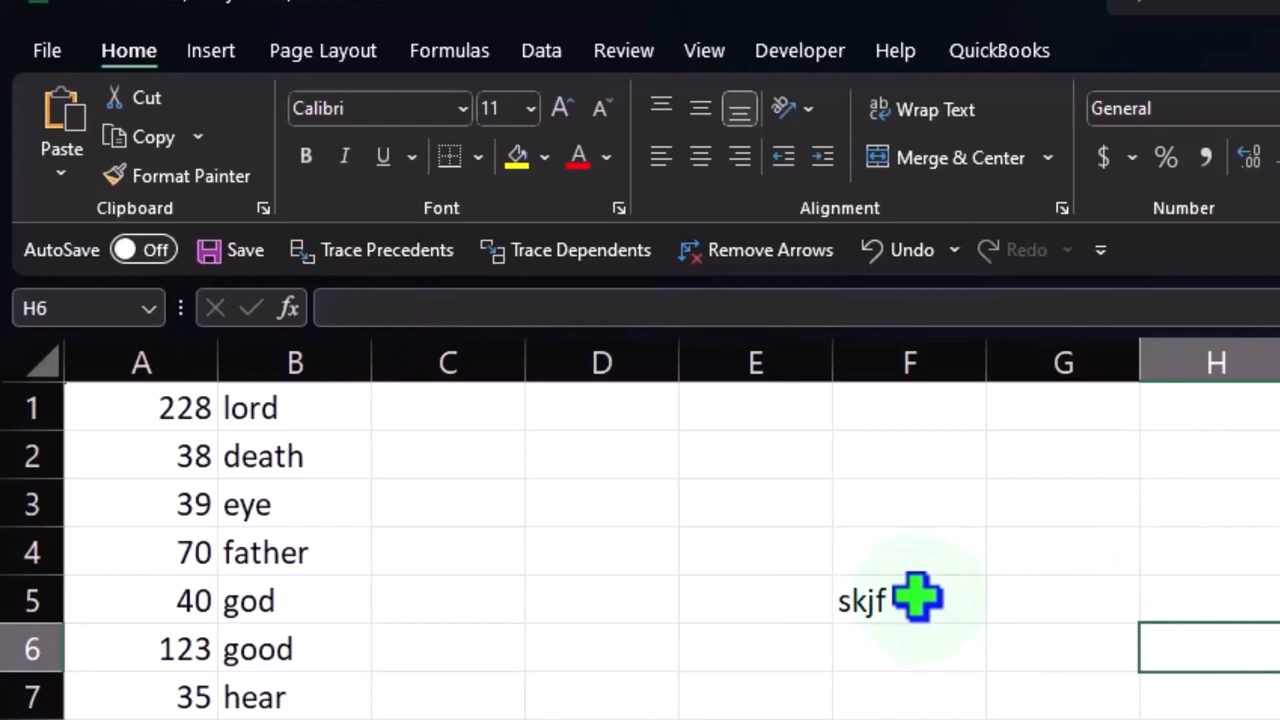 File Home Insert Page Layout Formulas Data Review View Developer Help QuickBooks
Paste
Cut
Copy
Format Painter
Clipboard
Calibri 11
B I U
Font
Wrap Text
Merge & Center
Alignment
General
$ % 9 .00
Number
AutoSave Off Save Trace Precedents Trace Dependents Remove Arrows Undo Redo
H6 fx
A B C D E F G H
1 228 lord
2 38 death
3 39 eye
4 70 father
5 40 god skjf
6 123 good
7 35 hear